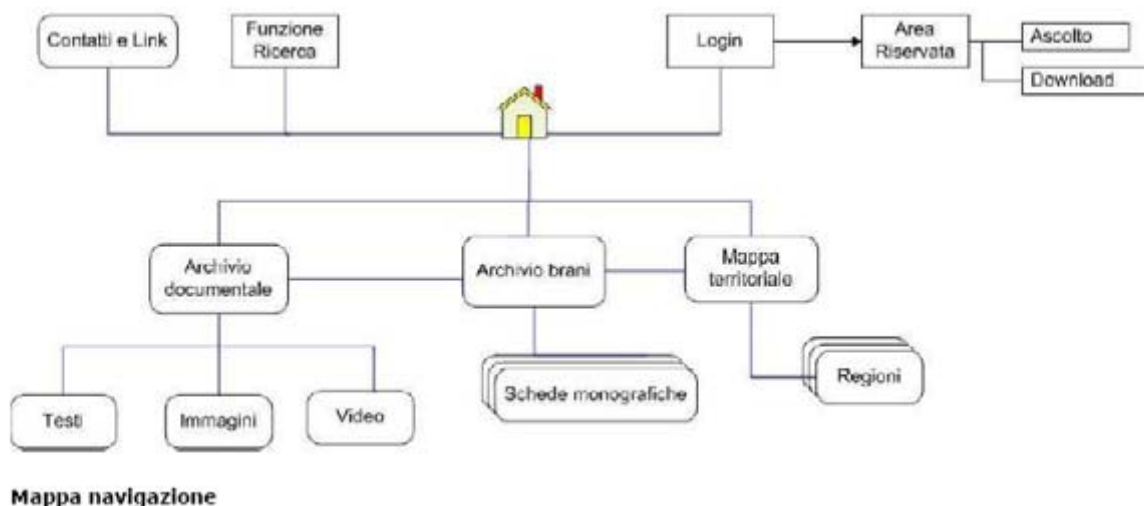 Contatti e Link
Funzione
Ricerca
Login
Area
Riservata
Ascolto
Download
Archivio
documentale
Archivio brani
Mappa
territoriale
Testi
Immagini
Video
Schede monografiche
Regioni
Mappa navigazione